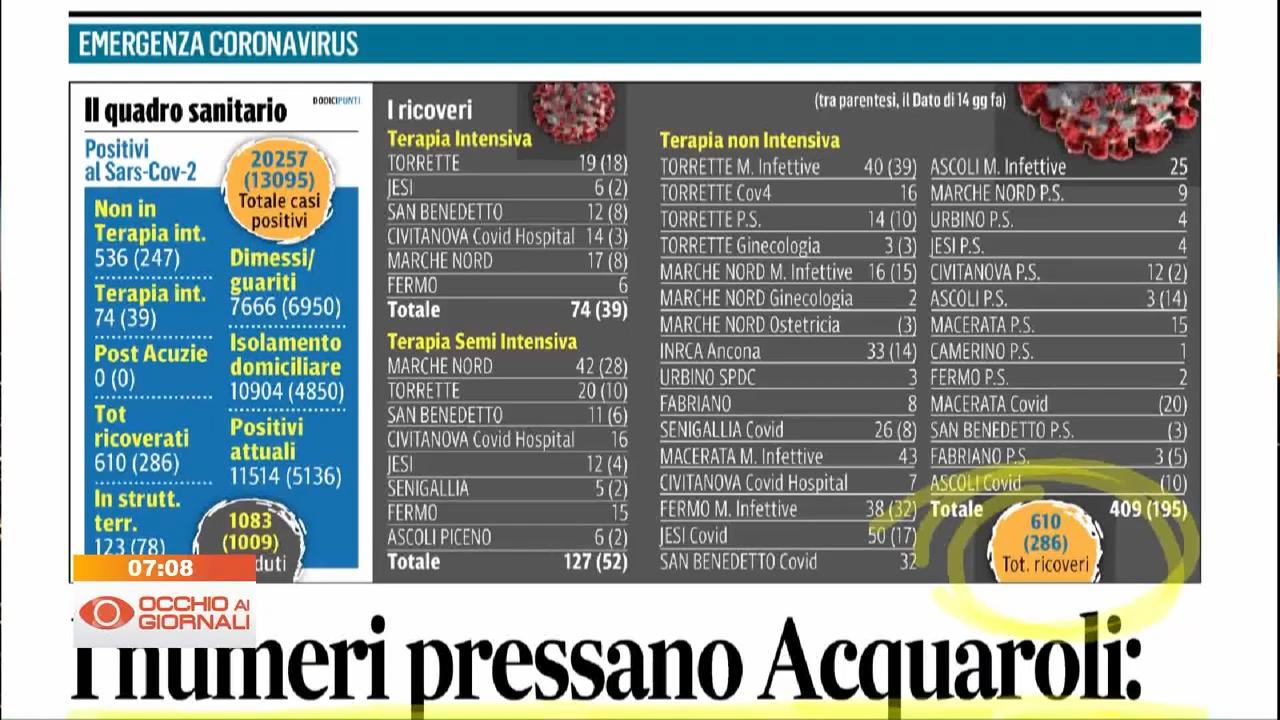 EMERGENZA CORONAVIRUS
Il quadro sanitario
DODICIPUNTI
Positivi
al Sars-Cov-2
20257
(13095)
Totale casi
positivi
Non in
Terapia int.
536 (247)
Terapia int.
74 (39)
Post Acuzie
0 (0)
Tot
ricoverati
610 (286)
In strutt.
terr.
123 (78)
Dimessi/
guariti
7666 (6950)
Isolamento
domiciliare
10904 (4850)
Positivi
attuali
11514 (5136)
1083
(1009)
duti
I ricoveri
Terapia Intensiva
TORRETTE 19 (18)
JESI 6 (2)
SAN BENEDETTO 12 (8)
CIVITANOVA Covid Hospital 14 (3)
MARCHE NORD 17 (8)
FERMO 6
Totale 74 (39)
Terapia Semi Intensiva
MARCHE NORD 42 (28)
TORRETTE 20 (10)
SAN BENEDETTO 11 (6)
CIVITANOVA Covid Hospital 16
JESI 12 (4)
SENIGALLIA 5 (2)
FERMO 15
ASCOLI PICENO 6 (2)
Totale 127 (52)
(tra parentesi, il Dato di 14 gg fa)
Terapia non Intensiva
TORRETTE M. Infettive 40 (39)
TORRETTE Cov4 16
TORRETTE P.S. 14 (10)
TORRETTE Ginecologia 3 (3)
MARCHE NORD M. Infettive 16 (15)
MARCHE NORD Ginecologia 2
MARCHE NORD Ostetricia (3)
INRCA Ancona 33 (14)
URBINO SPDC 3
FABRIANO 8
SENIGALLIA Covid 26 (8)
MACERATA M. Infettive 43
CIVITANOVA Covid Hospital 7
FERMO M. Infettive 38 (32)
JESI Covid 50 (17)
SAN BENEDETTO Covid 32
ASCOLI M. Infettive 25
MARCHE NORD P.S. 9
URBINO P.S. 4
JESI P.S. 4
CIVITANOVA P.S. 12 (2)
ASCOLI P.S. 3 (14)
MACERATA P.S. 15
CAMERINO P.S. 1
FERMO P.S. 2
MACERATA Covid (20)
SAN BENEDETTO P.S. (3)
FABRIANO P.S. 3 (5)
ASCOLI Covid (10)
Totale 409 (195)
610
(286)
Tot. ricoveri
07:08
OCCHIO AI
GIORNALI
I numeri pressano Acquaroli: